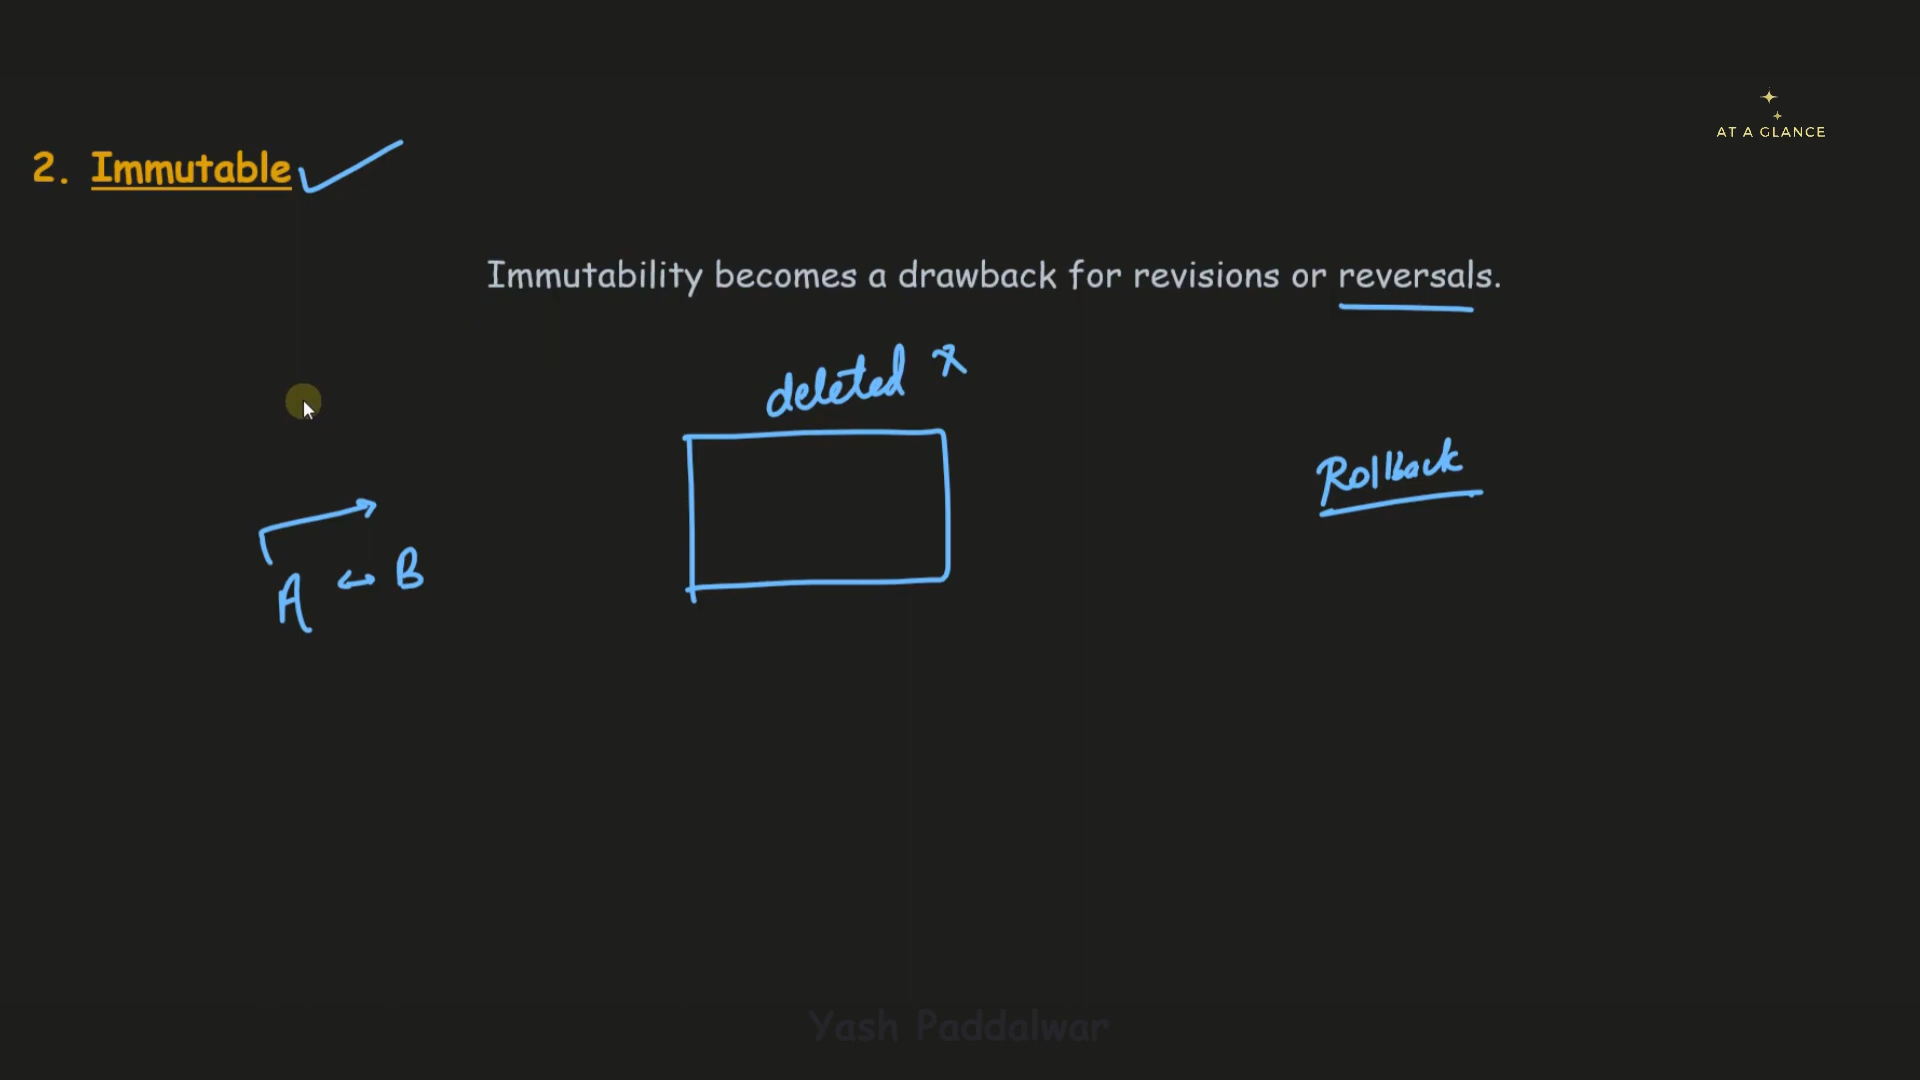 AT A GLANCE
2. Immutable
Immutability becomes a drawback for revisions or reversals.
deleted x
Rollback
A ↔ B
Yash Paddalwar